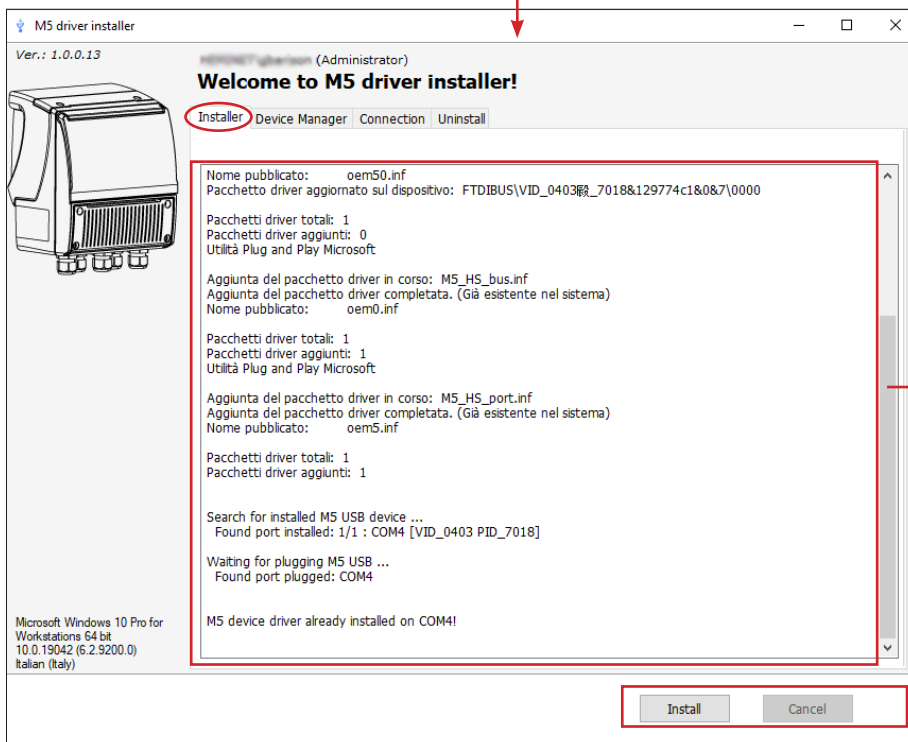 M5 driver installer
Ver.: 1.0.0.13
(Administrator)
Welcome to M5 driver installer!
Installer Device Manager Connection Uninstall
Nome pubblicato: oem50.inf
Pacchetto driver aggiornato sul dispositivo: FTDIBUS\VID_0403 _7018&129774c1&0&7\0000
Pacchetti driver totali: 1
Pacchetti driver aggiunti: 0
Utilità Plug and Play Microsoft
Aggiunta del pacchetto driver in corso: M5_HS_bus.inf
Aggiunta del pacchetto driver completata. (Già esistente nel sistema)
Nome pubblicato: oem0.inf
Pacchetti driver totali: 1
Pacchetti driver aggiunti: 1
Utilità Plug and Play Microsoft
Aggiunta del pacchetto driver in corso: M5_HS_port.inf
Aggiunta del pacchetto driver completata. (Già esistente nel sistema)
Nome pubblicato: oem5.inf
Pacchetti driver totali: 1
Pacchetti driver aggiunti: 1
Search for installed M5 USB device ...
Found port installed: 1/1 : COM4 [VID_0403 PID_7018]
Waiting for plugging M5 USB ...
Found port plugged: COM4
M5 device driver already installed on COM4!
Microsoft Windows 10 Pro for
Workstations 64 bit
10.0.19042 (6.2.9200.0)
Italian (Italy)
Install Cancel